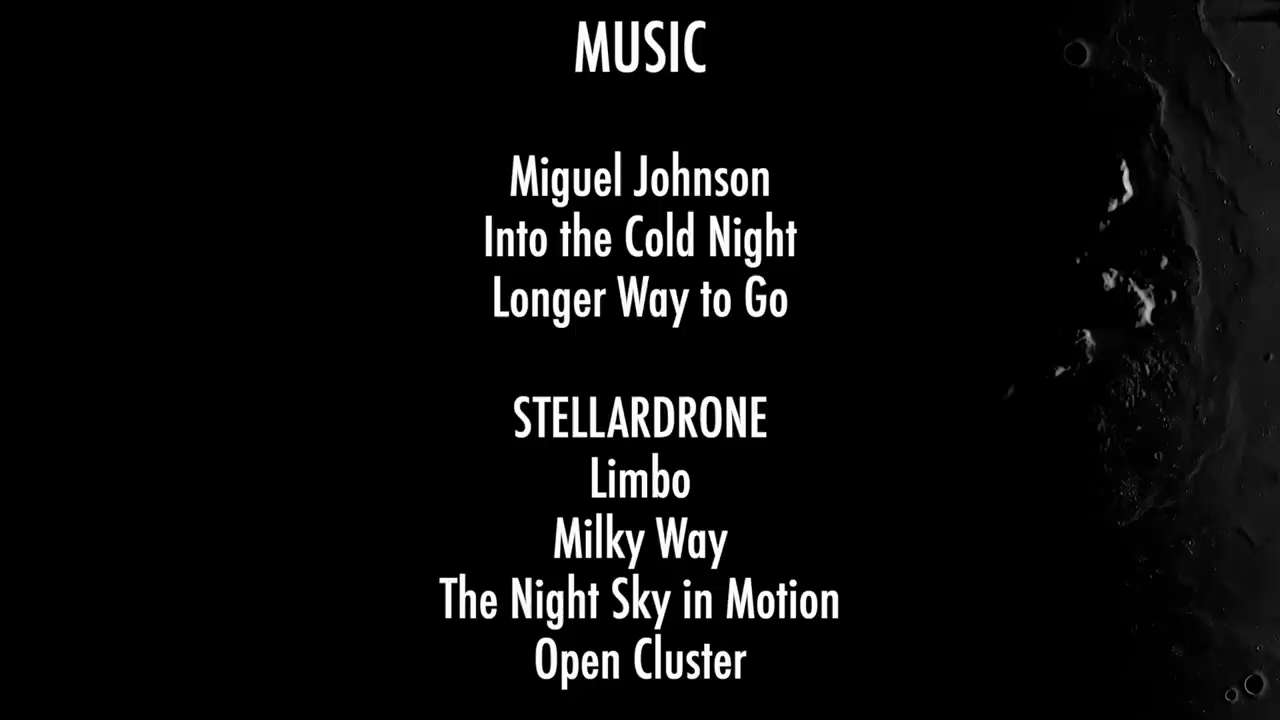 MUSIC
Miguel Johnson
Into the Cold Night
Longer Way to Go
STELLARDRONE
Limbo
Milky Way
The Night Sky in Motion
Open Cluster